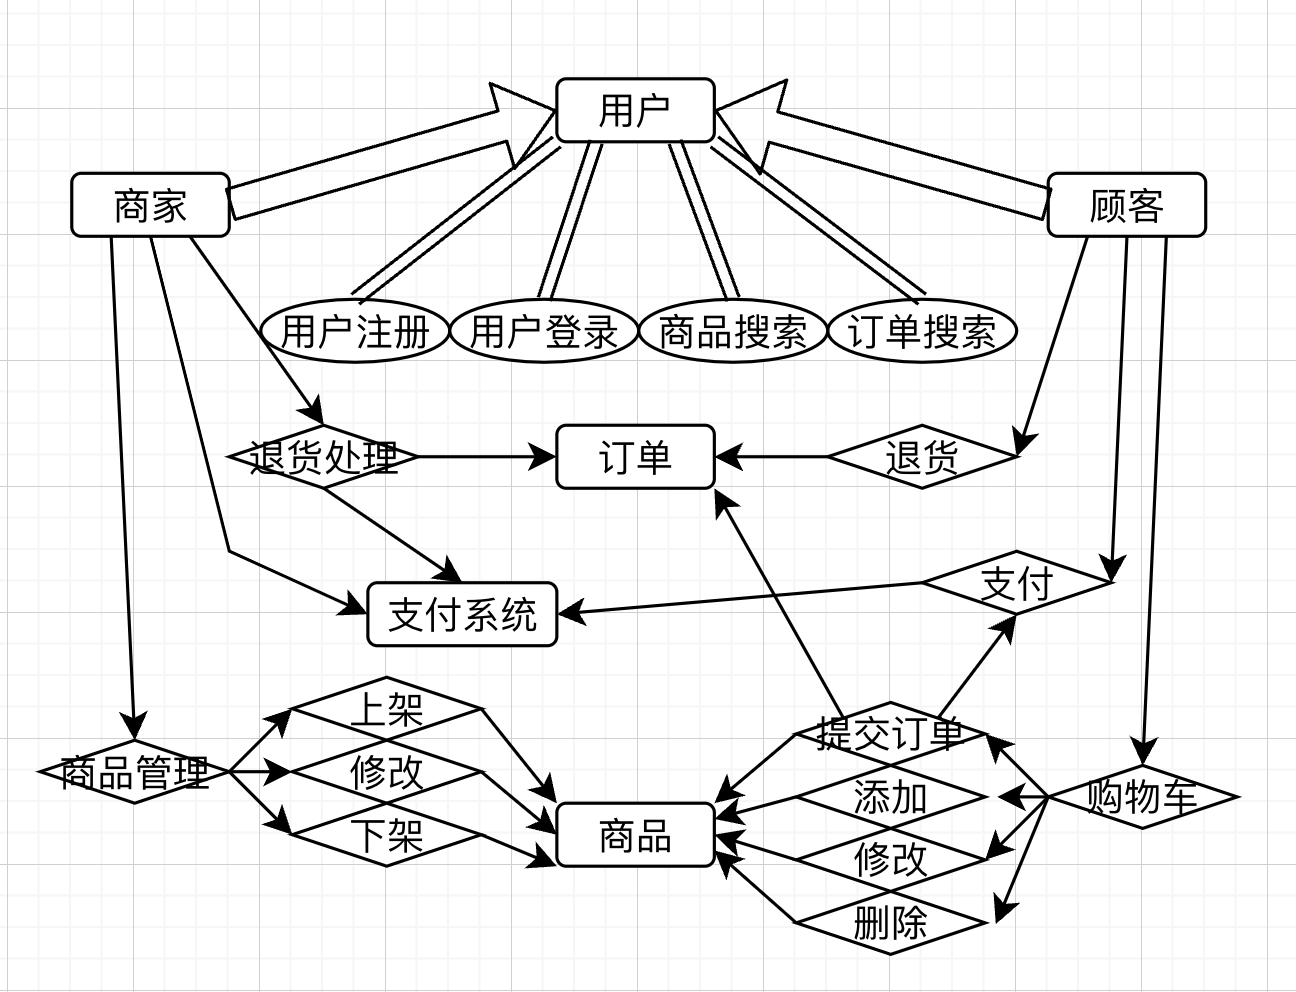 用户
商家
顾客
用户注册
用户登录
商品搜索
订单搜索
退货处理
订单
退货
支付系统
支付
上架
提交订单
商品管理
修改
添加
购物车
下架
商品
修改
删除